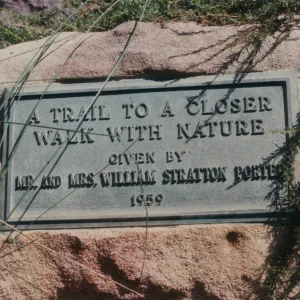 A TRAIL TO A CLOSER
WALK WITH NATURE
GIVEN BY
MR. AND MRS. WILLIAM STRATTON PORTER
1959